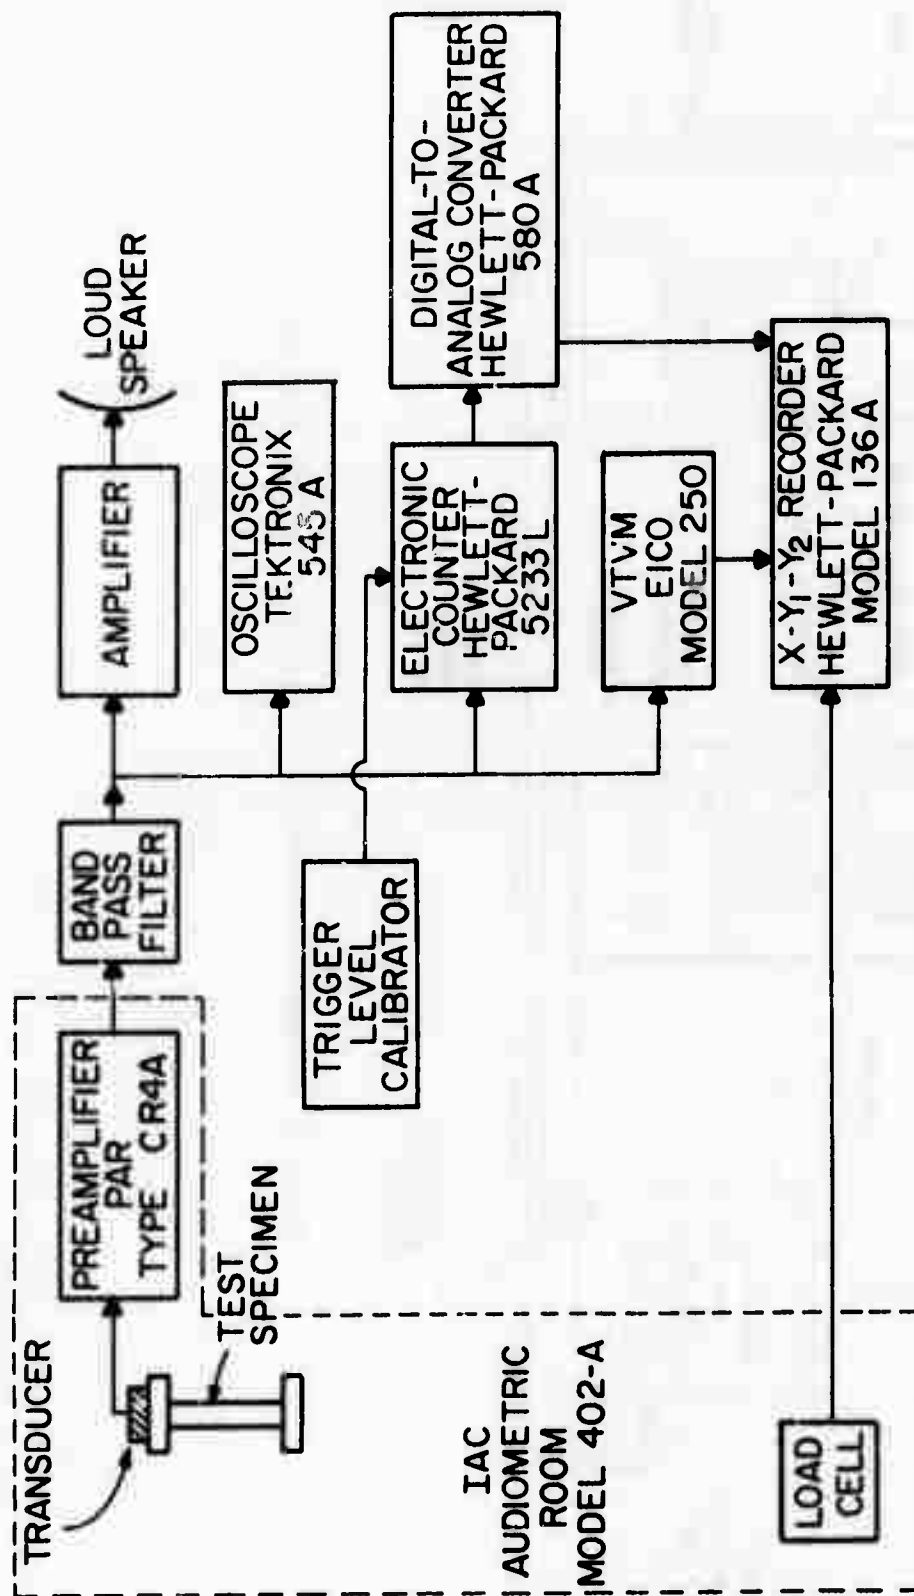 TRANSDUCER
PREAMPLIFIER
PAR
TYPE CR4A
BAND
PASS
FILTER
AMPLIFIER
LOUD
SPEAKER
TEST
SPECIMEN
OSCILLOSCOPE
TEKTRONIX
545 A
TRIGGER
LEVEL
CALIBRATOR
ELECTRONIC
COUNTER
HEWLETT-
PACKARD
5233L
DIGITAL-TO-
ANALOG CONVERTER
HEWLETT-PACKARD
580A
IAC
AUDIOMETRIC
ROOM
MODEL 402-A
VTVM
EICO
MODEL 250
LOAD
CELL
X-Y₁-Y₂ RECORDER
HEWLETT-PACKARD
MODEL 136A